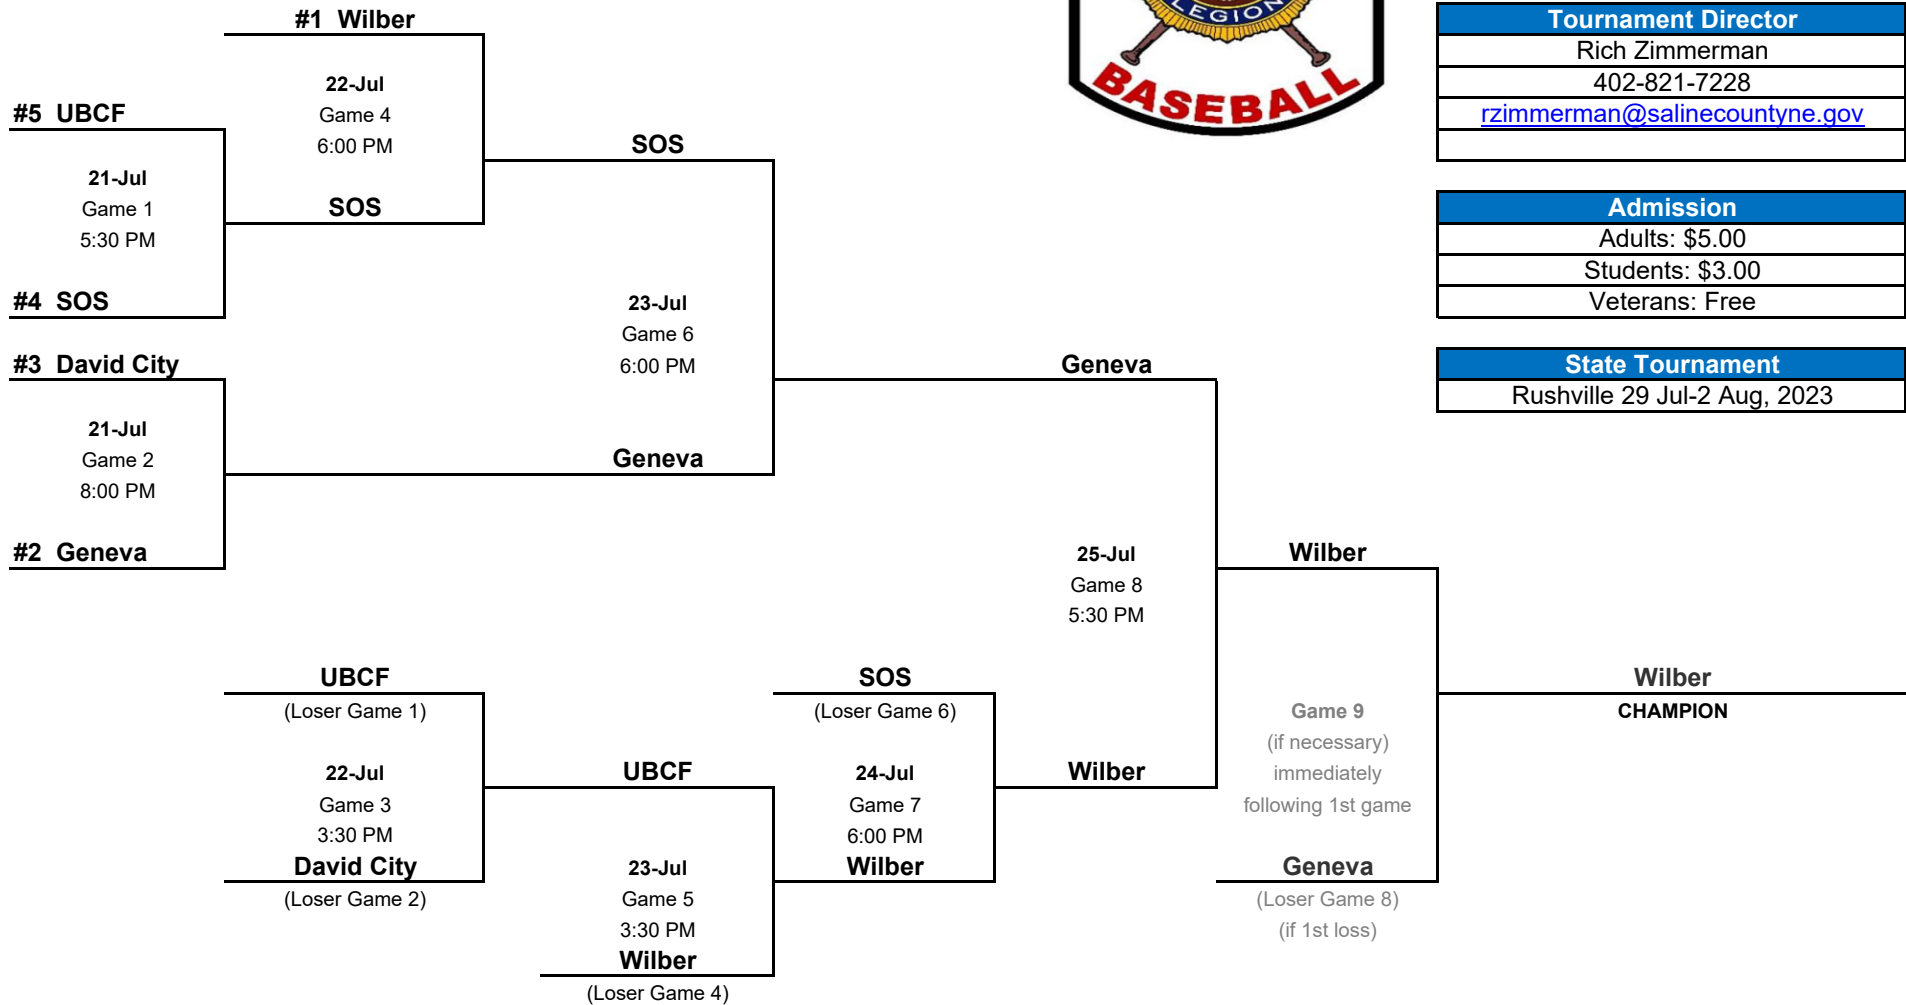 #1 Wilber
22-Jul
Game 4
6:00 PM
#5 UBCF
21-Jul
Game 1
5:30 PM
SOS
SOS
#4 SOS
#3 David City
21-Jul
Game 2
8:00 PM
#2 Geneva
23-Jul
Game 6
6:00 PM
Geneva
Geneva
25-Jul
Game 8
5:30 PM
Wilber
UBCF
(Loser Game 1)
22-Jul
Game 3
3:30 PM
David City
(Loser Game 2)
UBCF
23-Jul
Game 5
3:30 PM
Wilber
(Loser Game 4)
SOS
(Loser Game 6)
24-Jul
Game 7
6:00 PM
Wilber
Wilber
Game 9
(if necessary)
immediately
following 1st game
Geneva
(Loser Game 8)
(if 1st loss)
Wilber
CHAMPION
LEGION
BASEBALL
Tournament Director
Rich Zimmerman
402-821-7228
rzimmerman@salinecountyne.gov
Admission
Adults: $5.00
Students: $3.00
Veterans: Free
State Tournament
Rushville 29 Jul-2 Aug, 2023